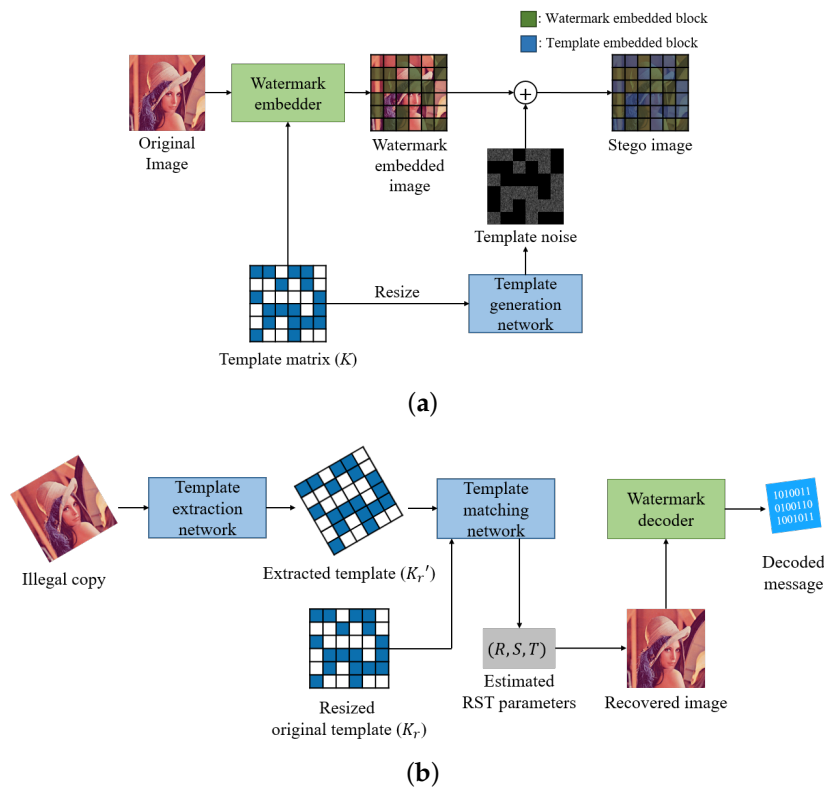 : Watermark embedded block
: Template embedded block
Watermark
embedder
Original
Image
Watermark
embedded
image
+
Stego image
Template noise
Resize
Template
generation
network
Template matrix (K)
(a)
Template
extraction
network
Template
matching
network
Watermark
decoder
1010011
0100110
1001011
Illegal copy
Extracted template (Kᵣ′)
Decoded
message
(R, S, T)
Estimated
RST parameters
Recovered image
Resized
original template (Kᵣ)
(b)